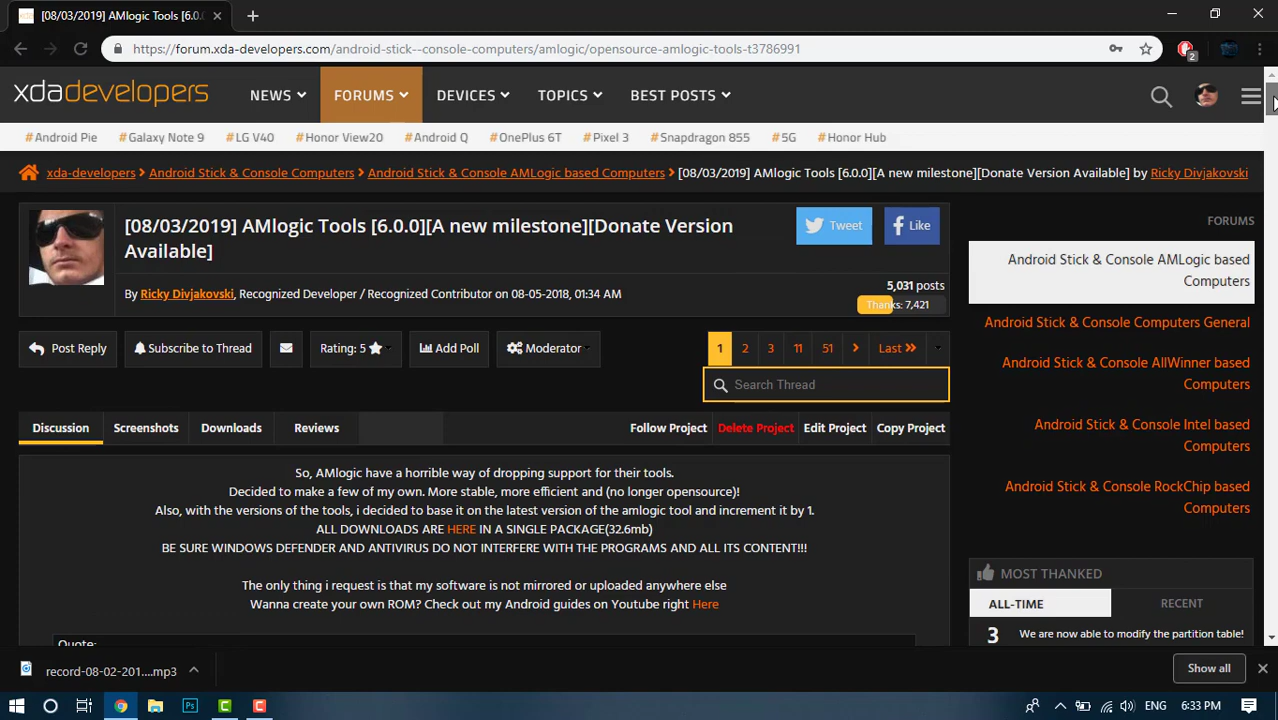 [08/03/2019] AMlogic Tools [6.0.
https://forum.xda-developers.com/android-stick--console-computers/amlogic/opensource-amlogic-tools-t3786991
2
xdadevelopers
NEWS FORUMS DEVICES TOPICS BEST POSTS
#Android Pie #Galaxy Note 9 #LG V40 #Honor View20 #Android Q #OnePlus 6T #Pixel 3 #Snapdragon 855 #5G #Honor Hub
xda-developers > Android Stick & Console Computers > Android Stick & Console AMLogic based Computers > [08/03/2019] AMlogic Tools [6.0.0][A new milestone][Donate Version Available] by Ricky Divjakovski
[08/03/2019] AMlogic Tools [6.0.0][A new milestone][Donate Version
Available]
Tweet
Like
By Ricky Divjakovski, Recognized Developer / Recognized Contributor on 08-05-2018, 01:34 AM
5,031 posts
Thanks: 7,421
Post Reply Subscribe to Thread Rating: 5 Add Poll Moderator
1 2 3 11 51 > Last
Search Thread
Discussion Screenshots Downloads Reviews
Follow Project Delete Project Edit Project Copy Project
So, AMlogic have a horrible way of dropping support for their tools.
Decided to make a few of my own. More stable, more efficient and (no longer opensource)!
Also, with the versions of the tools, i decided to base it on the latest version of the amlogic tool and increment it by 1.
ALL DOWNLOADS ARE HERE IN A SINGLE PACKAGE(32.6mb)
BE SURE WINDOWS DEFENDER AND ANTIVIRUS DO NOT INTERFERE WITH THE PROGRAMS AND ALL ITS CONTENT!!!
The only thing i request is that my software is not mirrored or uploaded anywhere else
Wanna create your own ROM? Check out my Android guides on Youtube right Here
Quote:
FORUMS
Android Stick & Console AMLogic based
Computers
Android Stick & Console Computers General
Android Stick & Console AllWinner based
Computers
Android Stick & Console Intel based
Computers
Android Stick & Console RockChip based
Computers
MOST THANKED
ALL-TIME RECENT
3 We are now able to modify the partition table!
record-08-02-201....mp3
Show all
Ps
C
C
ENG 6:33 PM